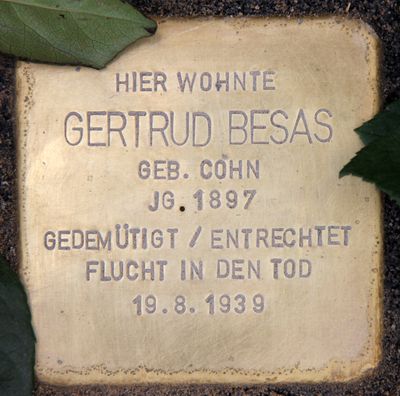 HIER WOHNTE
GERTRUD BESAS
GEB. COHN
JG. 1897
GEDEMÜTIGT / ENTRECHTET
FLUCHT IN DEN TOD
19.8.1939